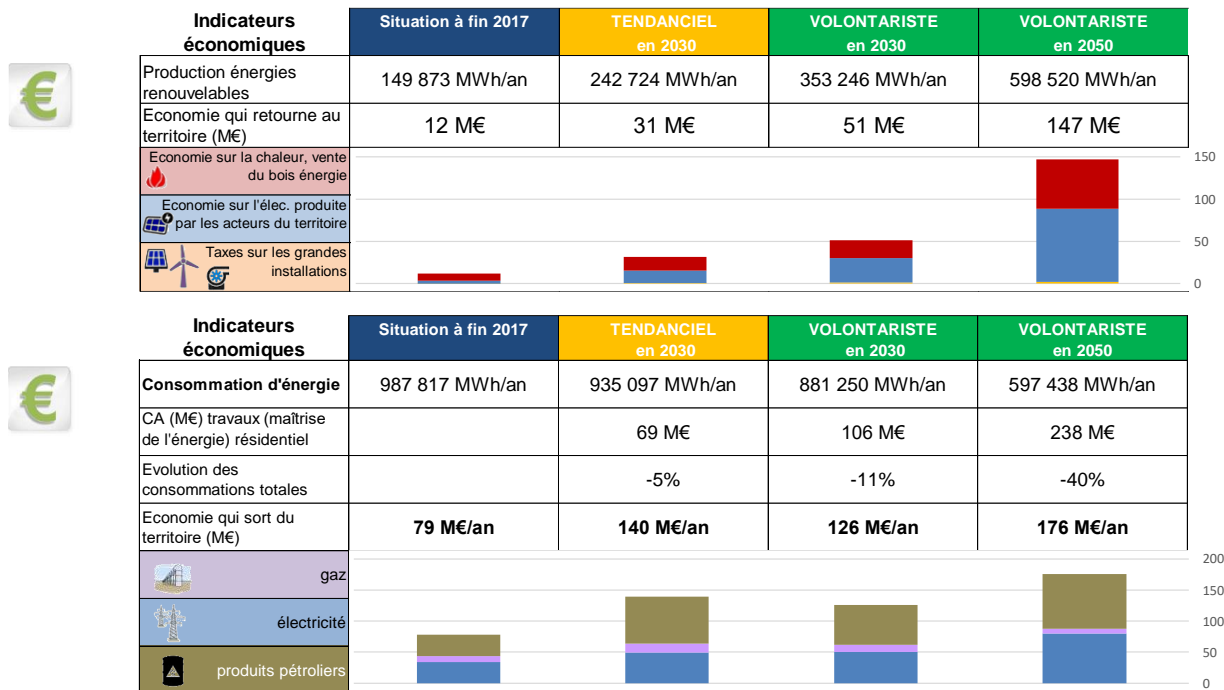 Indicateurs
économiques
Situation à fin 2017
TENDANCIEL
en 2030
VOLONTARISTE
en 2030
VOLONTARISTE
en 2050
Production énergies
renouvelables
149 873 MWh/an
242 724 MWh/an
353 246 MWh/an
598 520 MWh/an
Economie qui retourne au
territoire (M€)
12 M€
31 M€
51 M€
147 M€
Economie sur la chaleur, vente
du bois énergie
Economie sur l'élec. produite
par les acteurs du territoire
Taxes sur les grandes
installations
150
100
50
0
Indicateurs
économiques
Situation à fin 2017
TENDANCIEL
en 2030
VOLONTARISTE
en 2030
VOLONTARISTE
en 2050
Consommation d'énergie
987 817 MWh/an
935 097 MWh/an
881 250 MWh/an
597 438 MWh/an
CA (M€) travaux (maîtrise
de l'énergie) résidentiel
69 M€
106 M€
238 M€
Evolution des
consommations totales
-5%
-11%
-40%
Economie qui sort du
territoire (M€)
79 M€/an
140 M€/an
126 M€/an
176 M€/an
gaz
électricité
produits pétroliers
200
150
100
50
0
€
€